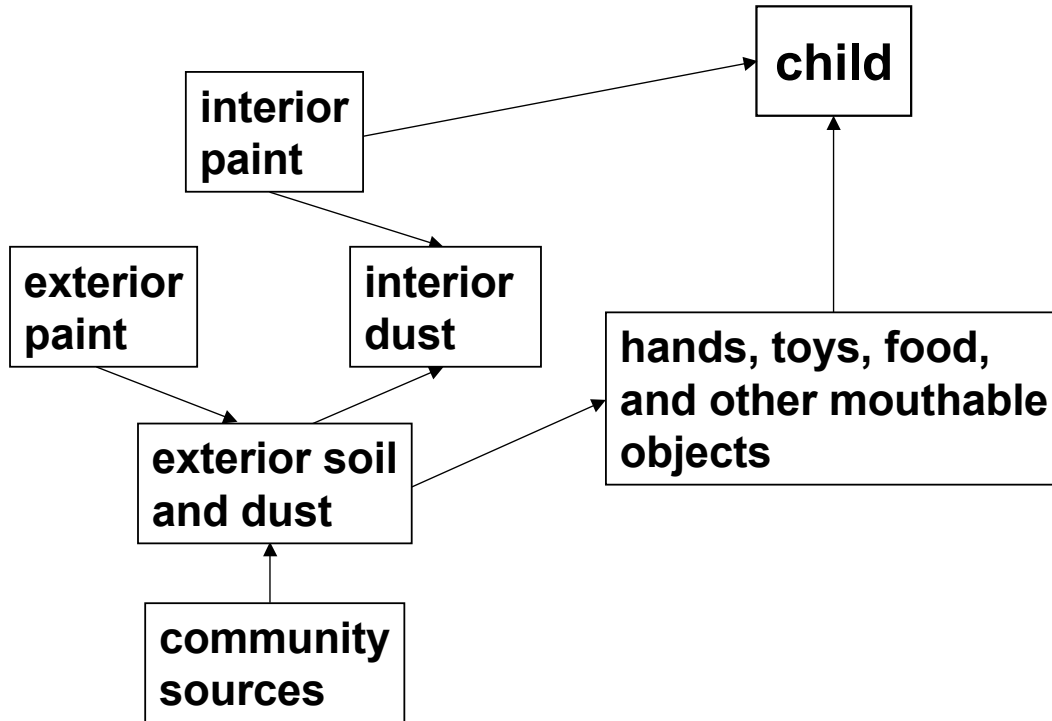 child
interior
paint
exterior
paint
interior
dust
hands, toys, food,
and other mouthable
objects
exterior soil
and dust
community
sources